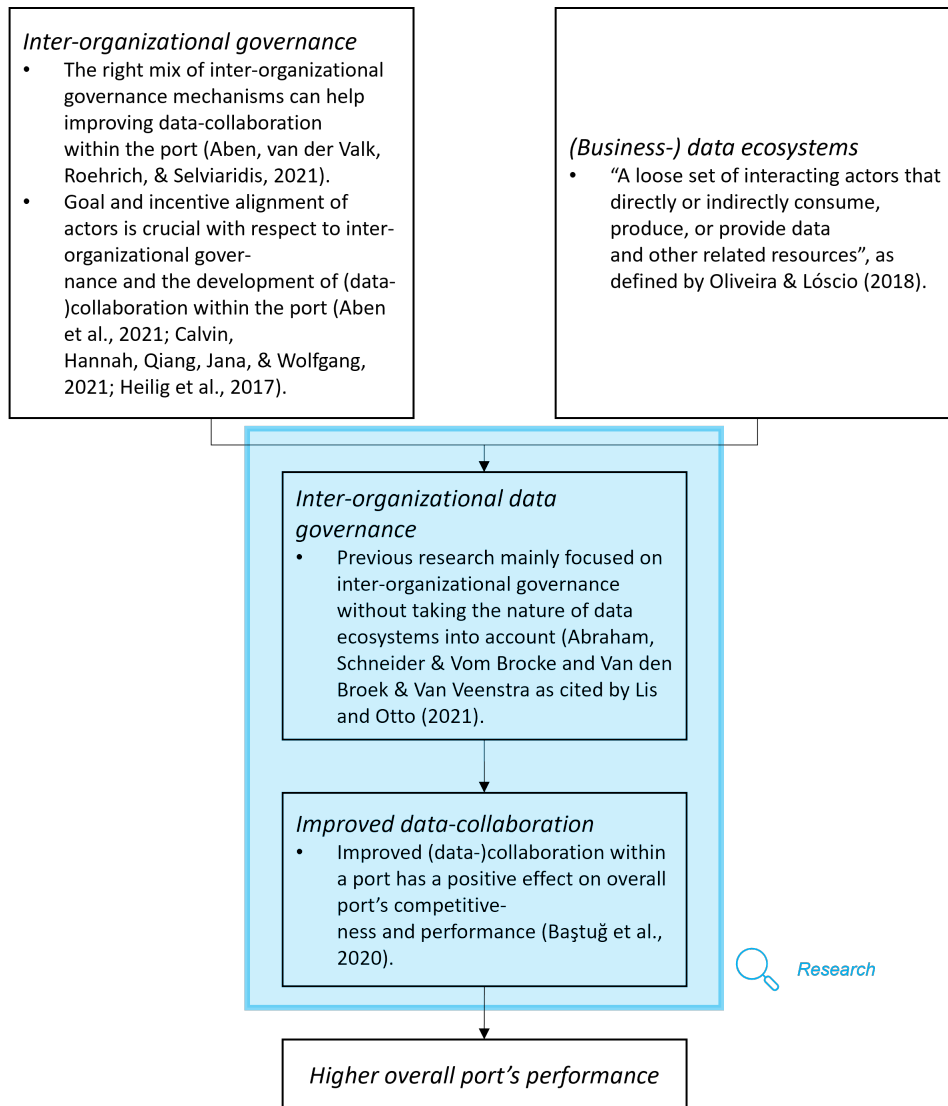 Inter-organizational governance
• The right mix of inter-organizational
governance mechanisms can help
improving data-collaboration
within the port (Aben, van der Valk,
Roehrich, & Selviaridis, 2021).
• Goal and incentive alignment of
actors is crucial with respect to inter-
organizational gover-
nance and the development of (data-
)collaboration within the port (Aben
et al., 2021; Calvin,
Hannah, Qiang, Jana, & Wolfgang,
2021; Heilig et al., 2017).
(Business-) data ecosystems
• “A loose set of interacting actors that
directly or indirectly consume,
produce, or provide data
and other related resources”, as
defined by Oliveira & Lóscio (2018).
Inter-organizational data
governance
• Previous research mainly focused on
inter-organizational governance
without taking the nature of data
ecosystems into account (Abraham,
Schneider & Vom Brocke and Van den
Broek & Van Veenstra as cited by Lis
and Otto (2021).
Improved data-collaboration
• Improved (data-)collaboration within
a port has a positive effect on overall
port’s competitive-
ness and performance (Baştuğ et al.,
2020).
Research
Higher overall port’s performance